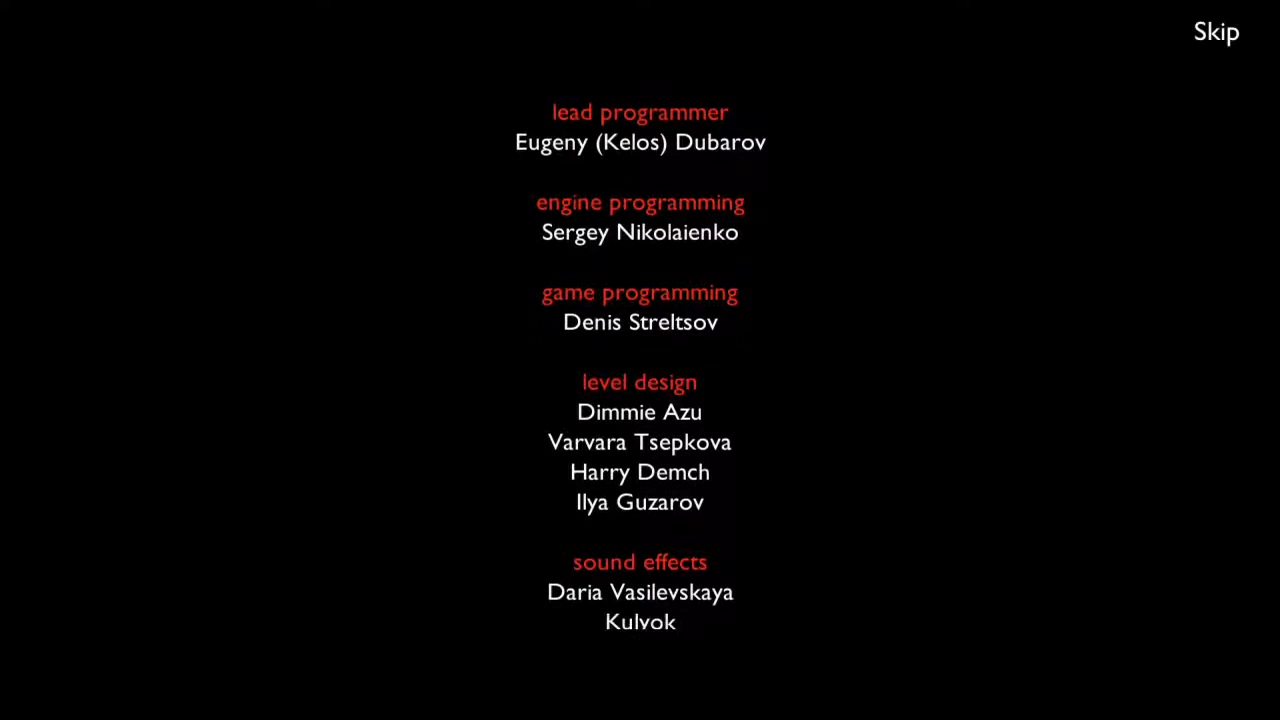 Skip
lead programmer
Eugeny (Kelos) Dubarov
engine programming
Sergey Nikolaienko
game programming
Denis Streltsov
level design
Dimmie Azu
Varvara Tsepkova
Harry Demch
Ilya Guzarov
sound effects
Daria Vasilevskaya